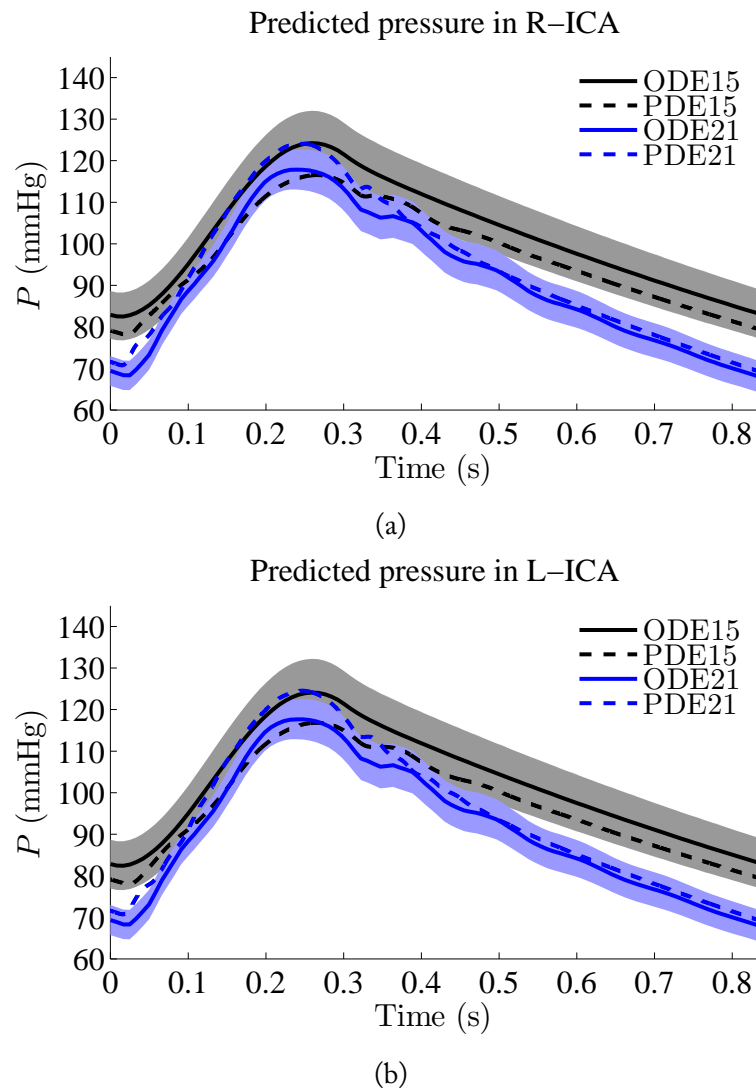 Predicted pressure in R–ICA
140
130
120
110
100
90
80
70
60
P (mmHg)
ODE15
PDE15
ODE21
PDE21
0 0.1 0.2 0.3 0.4 0.5 0.6 0.7 0.8
Time (s)
(a)
Predicted pressure in L–ICA
140
130
120
110
100
90
80
70
60
P (mmHg)
ODE15
PDE15
ODE21
PDE21
0 0.1 0.2 0.3 0.4 0.5 0.6 0.7 0.8
Time (s)
(b)